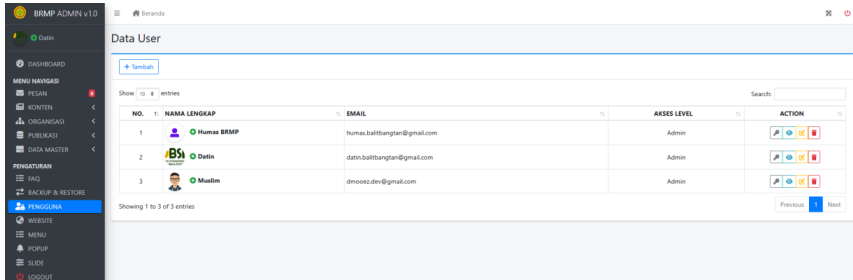 BRMP ADMIN v1.0
Beranda
Datin
Data User
DASHBOARD
+ Tambah
MENU NAVIGASI
PESAN
KONTEN
ORGANISASI
PUBLIKASI
DATA MASTER
Show 10 entries
Search:
NO. NAMA LENGKAP EMAIL AKSES LEVEL ACTION
1 Humas BRMP humas.balitbangtan@gmail.com Admin
2 Datin datin.balitbangtan@gmail.com Admin
3 Muslim dmooez.dev@gmail.com Admin
Showing 1 to 3 of 3 entries
Previous 1 Next
PENGATURAN
FAQ
BACKUP & RESTORE
PENGGUNA
WEBSITE
MENU
POPUP
SLIDE
LOGOUT